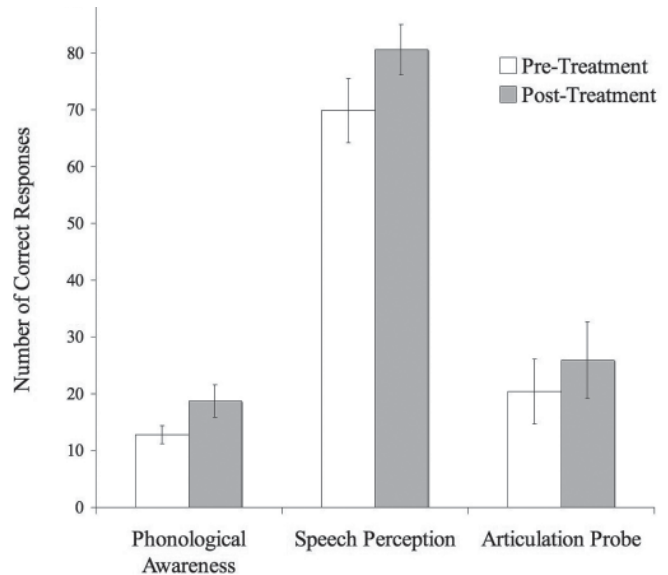 Number of Correct Responses
80
70
60
50
40
30
20
10
0
Pre-Treatment
Post-Treatment
Phonological
Awareness
Speech Perception
Articulation Probe